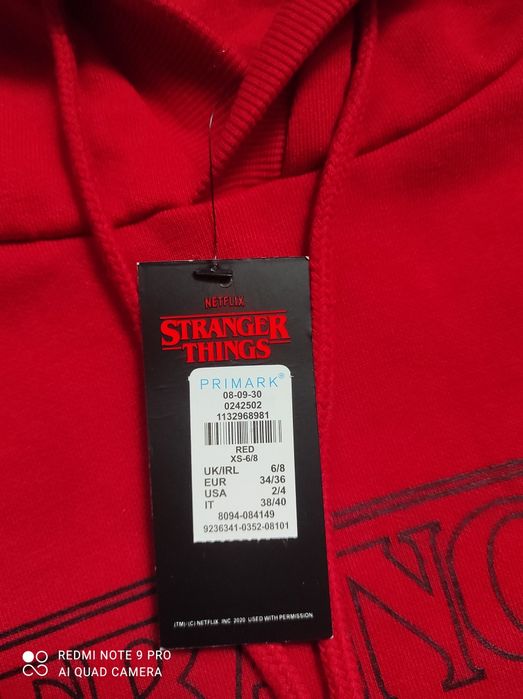 NETFLIX
STRANGER
THINGS
PRIMARK®
08-09-30
0242502
1132968981
RED
XS-6/8
UK/IRL 6/8
EUR 34/36
USA 2/4
IT 38/40
8094-084149
9236341-0352-08101
(TM)/(C) NETFLIX. INC 2020. USED WITH PERMISSION
REDMI NOTE 9 PRO
AI QUAD CAMERA